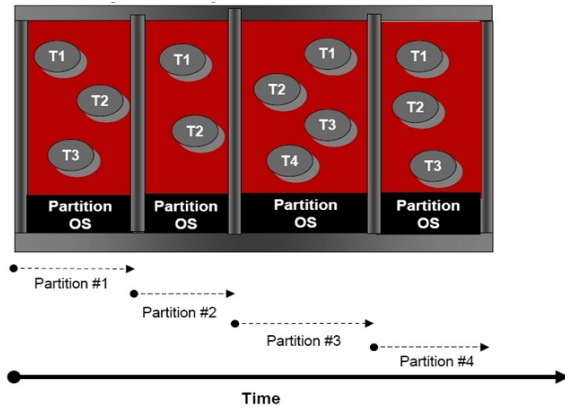 T1
T2
T3
Partition
OS
T1
T2
Partition
OS
T1
T2
T3
T4
Partition
OS
T1
T2
T3
Partition
OS
Partition #1
Partition #2
Partition #3
Partition #4
Time